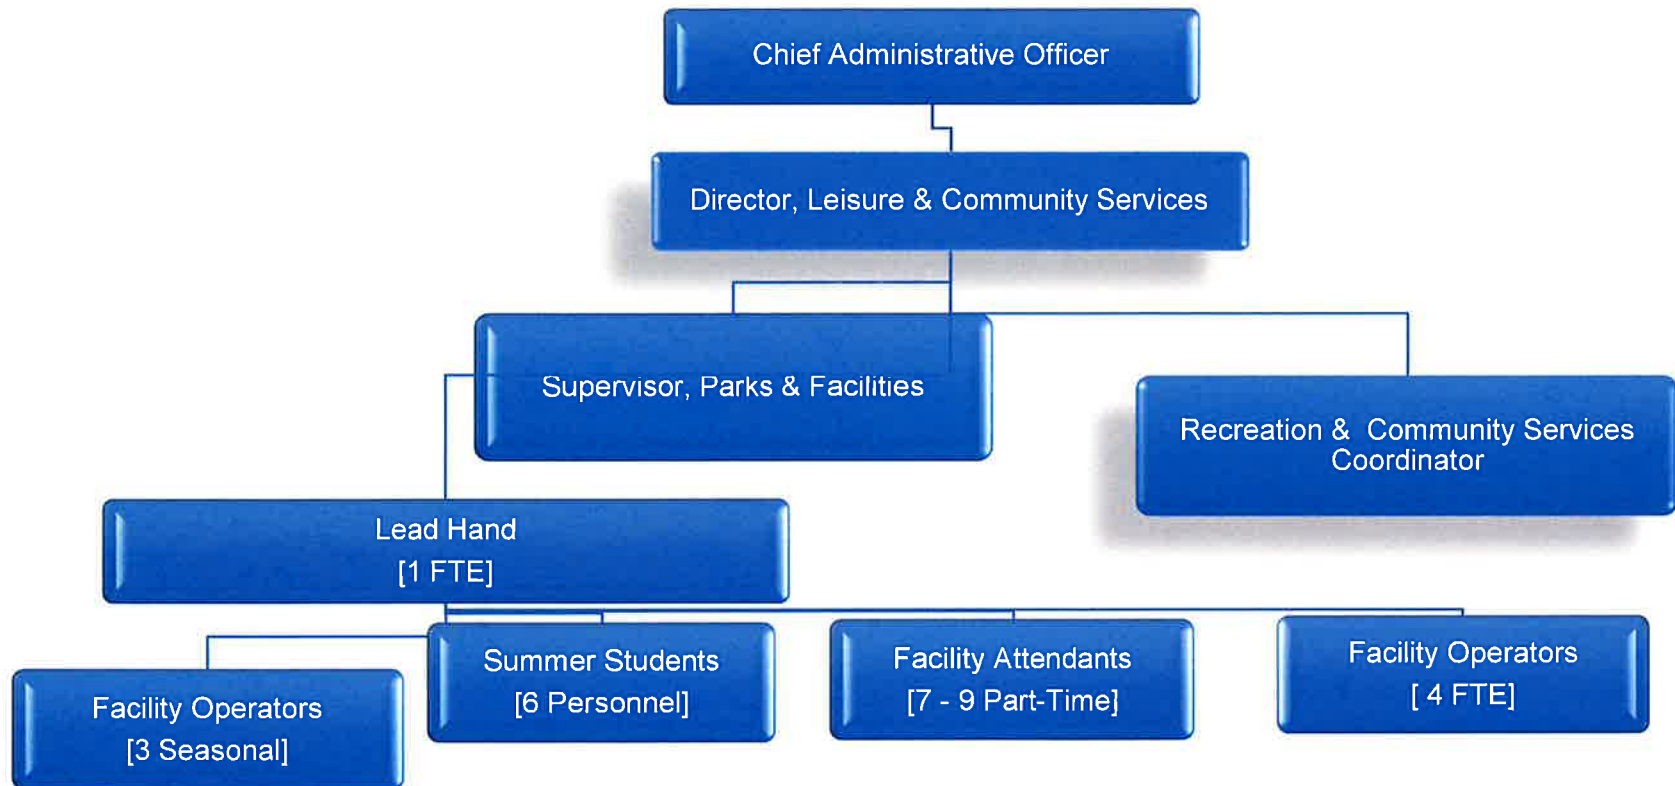 Chief Administrative Officer
Director, Leisure & Community Services
Supervisor, Parks & Facilities
Recreation & Community Services
Coordinator
Lead Hand
[1 FTE]
Facility Operators
[3 Seasonal]
Summer Students
[6 Personnel]
Facility Attendants
[7 - 9 Part-Time]
Facility Operators
[ 4 FTE]